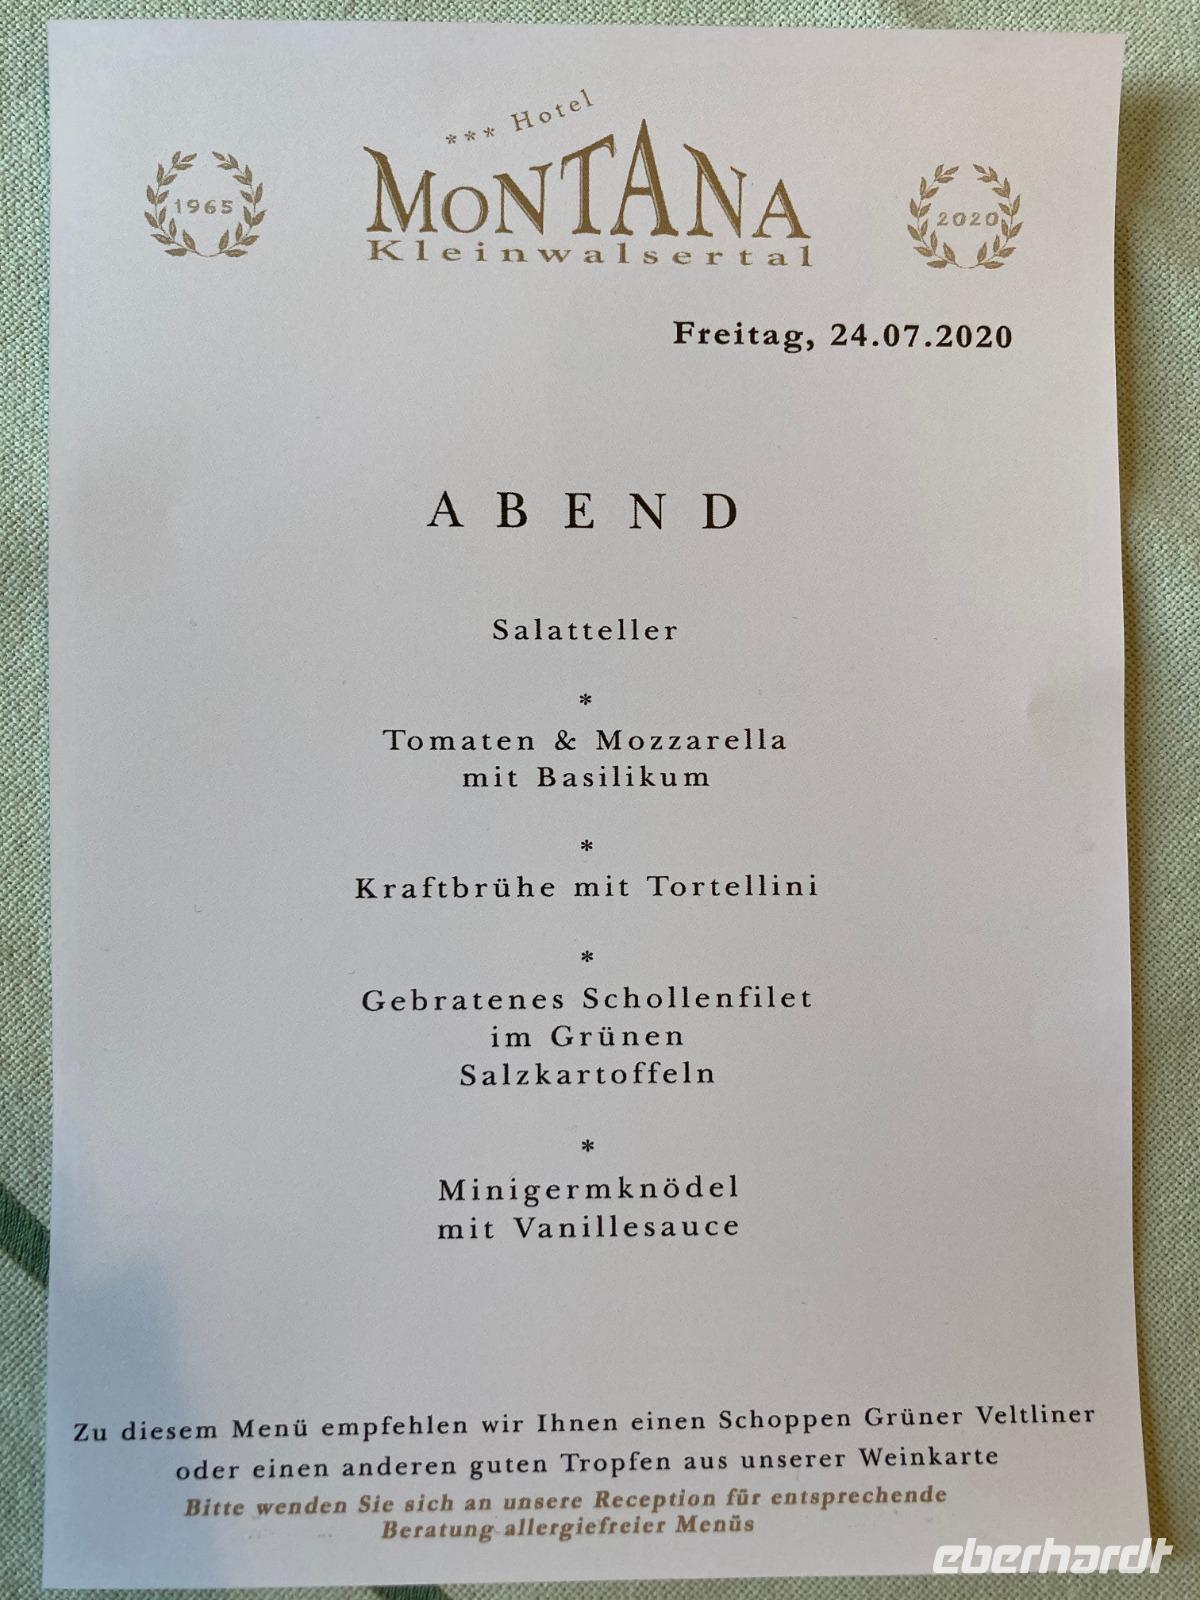 *** Hotel
MONTANA
Kleinwalsertal
1965
2020
Freitag, 24.07.2020
ABEND
Salatteller
*
Tomaten & Mozzarella
mit Basilikum
*
Kraftbrühe mit Tortellini
*
Gebratenes Schollenfilet
im Grünen
Salzkartoffeln
*
Minigermknödel
mit Vanillesauce
Zu diesem Menü empfehlen wir Ihnen einen Schoppen Grüner Veltliner
oder einen anderen guten Tropfen aus unserer Weinkarte
Bitte wenden Sie sich an unsere Reception für entsprechende
Beratung allergiefreier Menüs
eberhardt